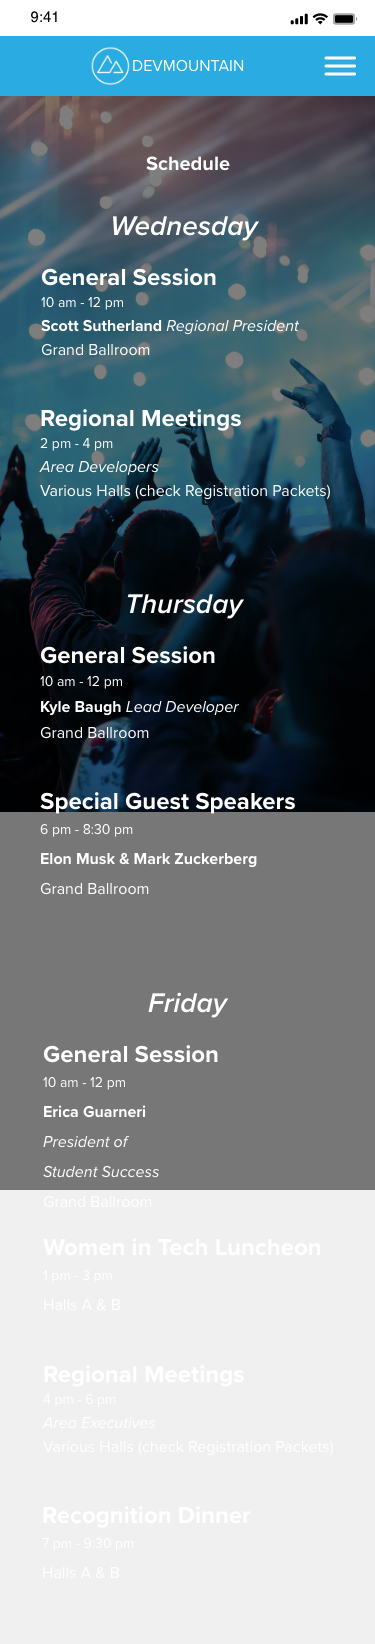 9:41
DEVMOUNTAIN
Schedule
Wednesday
General Session
10 am - 12 pm
Scott Sutherland Regional President
Grand Ballroom
Regional Meetings
2 pm - 4 pm
Area Developers
Various Halls (check Registration Packets)
Thursday
General Session
10 am - 12 pm
Kyle Baugh Lead Developer
Grand Ballroom
Special Guest Speakers
6 pm - 8:30 pm
Elon Musk & Mark Zuckerberg
Grand Ballroom
Friday
General Session
10 am - 12 pm
Erica Guarneri
President of
Student Success
Grand Ballroom
Women in Tech Luncheon
1 pm - 3 pm
Halls A & B
Regional Meetings
4 pm - 6 pm
Area Executives
Various Halls (check Registration Packets)
Recognition Dinner
7 pm - 9:30 pm
Halls A & B